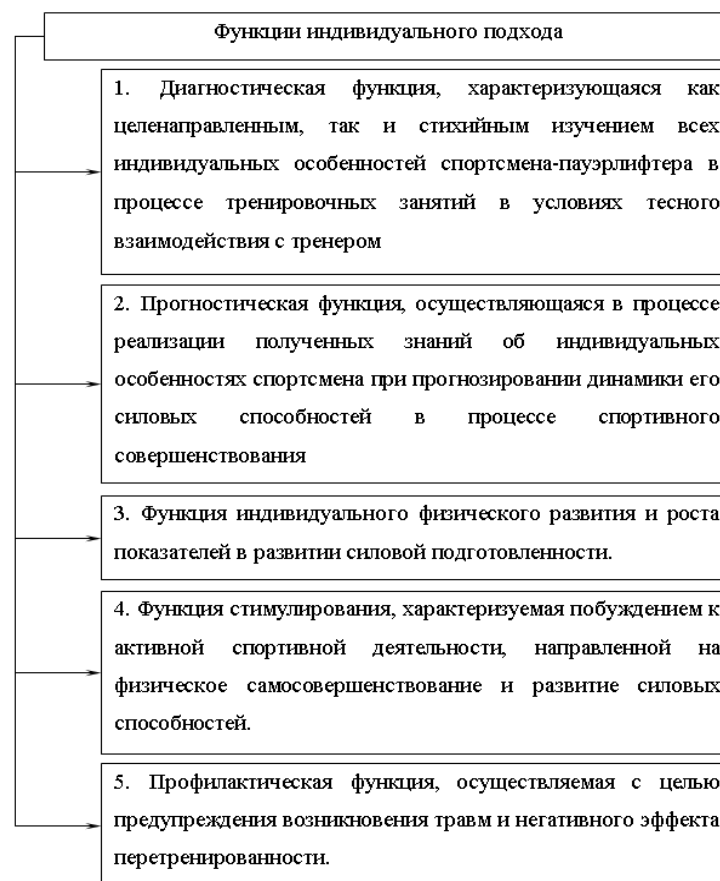 Функции индивидуального подхода
1. Диагностическая функция, характеризующаяся как
целенаправленным, так и стихийным изучением всех
индивидуальных особенностей спортсмена-пауэрлифтера в
процессе тренировочных занятий в условиях тесного
взаимодействия с тренером
2. Прогностическая функция, осуществляющаяся в процессе
реализации полученных знаний об индивидуальных
особенностях спортсмена при прогнозировании динамики его
силовых способностей в процессе спортивного
совершенствования
3. Функция индивидуального физического развития и роста
показателей в развитии силовой подготовленности.
4. Функция стимулирования, характеризуемая побуждением к
активной спортивной деятельности, направленной на
физическое самосовершенствование и развитие силовых
способностей.
5. Профилактическая функция, осуществляемая с целью
предупреждения возникновения травм и негативного эффекта
перетренированности.